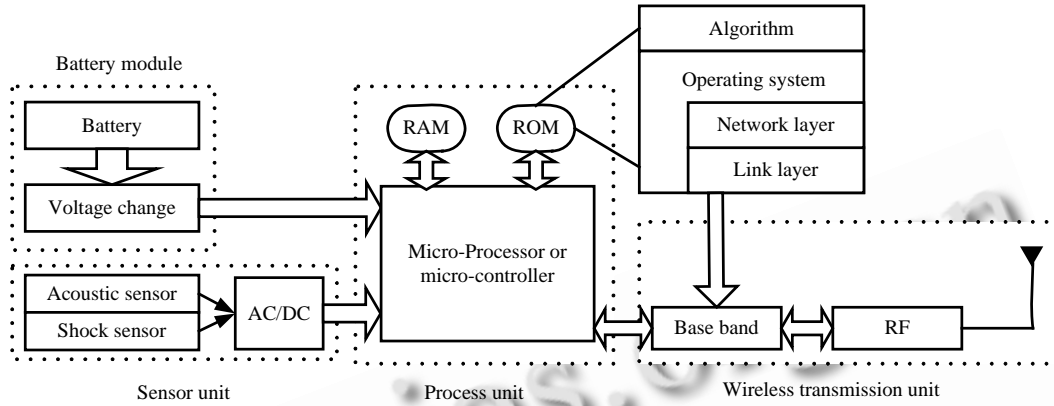 Algorithm
Operating system
Network layer
Link layer
Battery module
Battery
Voltage change
RAM
ROM
Micro-Processor or
micro-controller
Acoustic sensor
Shock sensor
AC/DC
Base band
RF
Sensor unit
Process unit
Wireless transmission unit